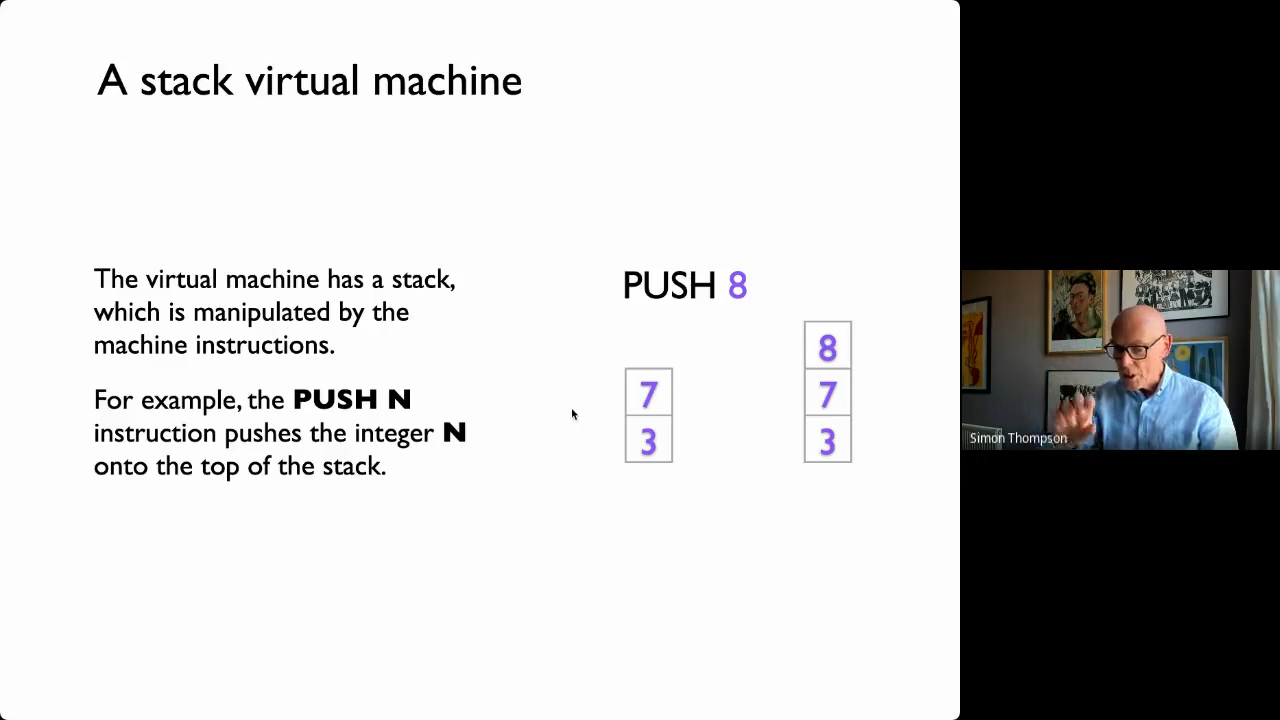 A stack virtual machine
The virtual machine has a stack,
which is manipulated by the
machine instructions.
For example, the PUSH N
instruction pushes the integer N
onto the top of the stack.
PUSH 8
7
3
8
7
3
Simon Thompson